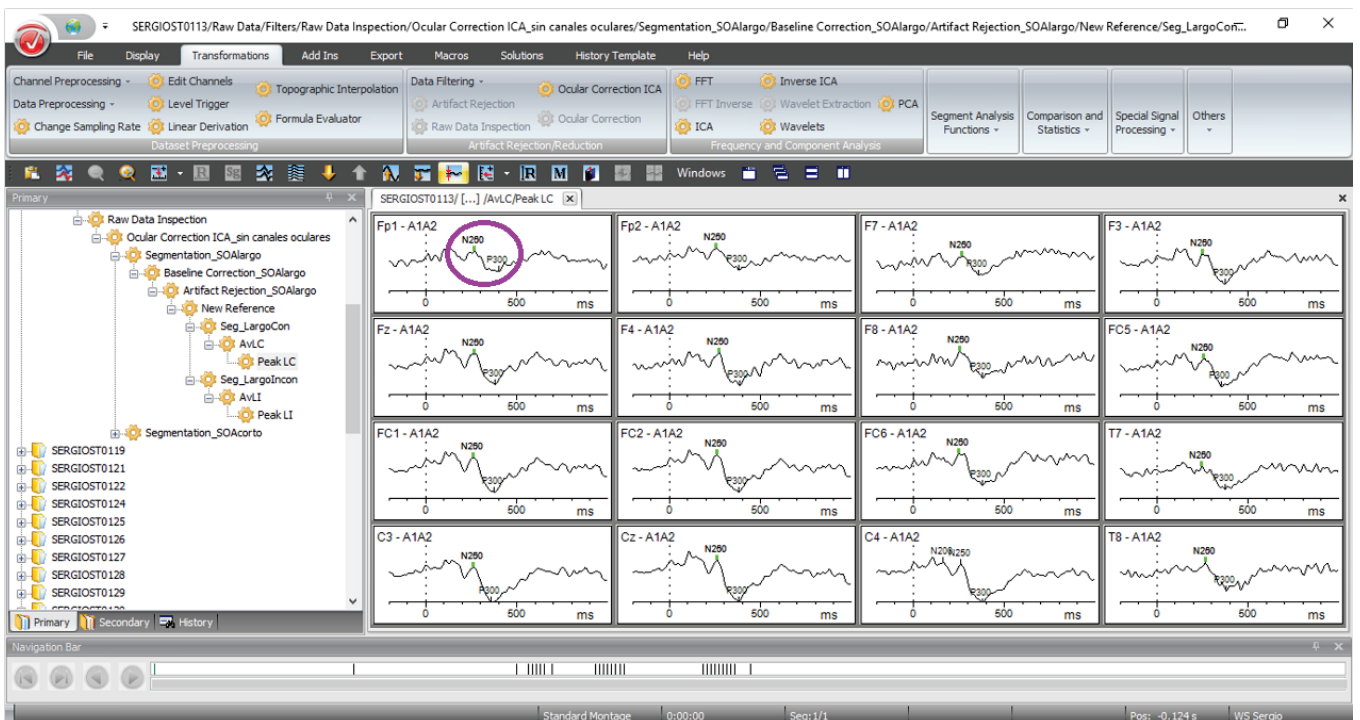 SERGIOST0113/Raw Data/Filters/Raw Data Inspection/Ocular Correction ICA_sin canales oculares/Segmentation_SOAlargo/Baseline Correction_SOAlargo/Artifact Rejection_SOAlargo/New Reference/Seg_LargoCon...
File Display Transformations Add Ins Export Macros Solutions History Template Help
Channel Preprocessing
Data Preprocessing
Change Sampling Rate
Edit Channels
Level Trigger
Linear Derivation
Topographic Interpolation
Formula Evaluator
Dataset Preprocessing
Data Filtering
Artifact Rejection
Raw Data Inspection
Ocular Correction ICA
Ocular Correction
Artifact Rejection/Reduction
FFT
FFT Inverse
ICA
Inverse ICA
Wavelet Extraction
Wavelets
PCA
Frequency and Component Analysis
Segment Analysis
Functions
Comparison and
Statistics
Special Signal
Processing
Others
Windows
Primary
Raw Data Inspection
Ocular Correction ICA_sin canales oculares
Segmentation_SOAlargo
Baseline Correction_SOAlargo
Artifact Rejection_SOAlargo
New Reference
Seg_LargoCon
AvLC
Peak LC
Seg_LargoIncon
AvLI
Peak LI
Segmentation_SOAcorto
SERGIOST0119
SERGIOST0121
SERGIOST0122
SERGIOST0124
SERGIOST0125
SERGIOST0126
SERGIOST0127
SERGIOST0128
SERGIOST0129
Primary Secondary History
SERGIOST0113/ [...] /AvLC/Peak LC
Fp1 - A1A2
N250
P300
0 500 ms
Fp2 - A1A2
N250
P300
0 500 ms
F7 - A1A2
N250
P300
0 500 ms
F3 - A1A2
N250
P300
0 500 ms
Fz - A1A2
N250
P300
0 500 ms
F4 - A1A2
N250
P300
0 500 ms
F8 - A1A2
N250
P300
0 500 ms
FC5 - A1A2
N250
P300
0 500 ms
FC1 - A1A2
N250
P300
0 500 ms
FC2 - A1A2
N250
P300
0 500 ms
FC6 - A1A2
N250
P300
0 500 ms
T7 - A1A2
N250
P300
0 500 ms
C3 - A1A2
N250
P300
0 500 ms
Cz - A1A2
N250
P300
0 500 ms
C4 - A1A2
N200 N250
P300
0 500 ms
T8 - A1A2
N250
P300
0 500 ms
Navigation Bar
Standard Montage 0:00:00 Seg: 1/1 Pos: -0.124 s WS Sergio